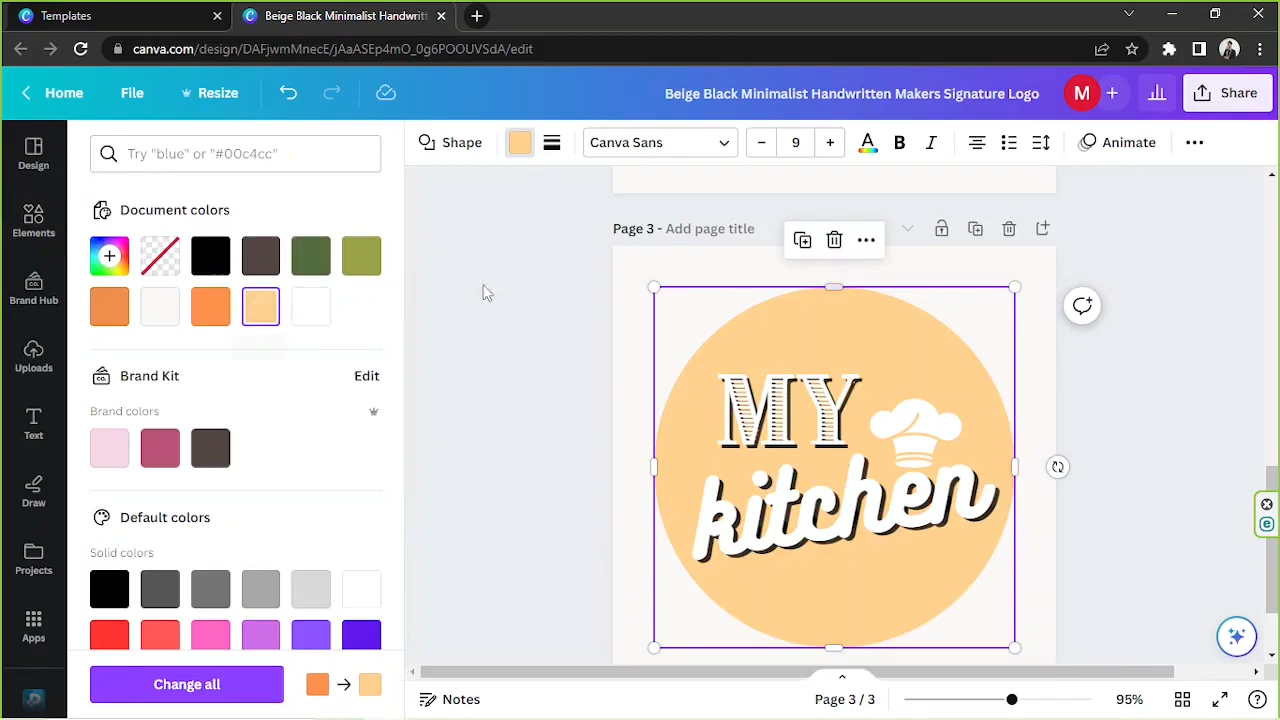 Templates
Beige Black Minimalist Handwritt
canva.com/design/DAFjwmMnecE/jAaASEp4mO_0g6POOUVSdA/edit
Home
File
Resize
Beige Black Minimalist Handwritten Makers Signature Logo
M
Share
Design
Elements
Brand Hub
Uploads
Text
Draw
Projects
Apps
Try "blue" or "#00c4cc"
Document colors
Brand Kit
Edit
Brand colors
Default colors
Solid colors
Change all
Shape
Canva Sans
9
A
B
I
Animate
Page 3 - Add page title
MY
kitchen
Notes
Page 3 / 3
95%